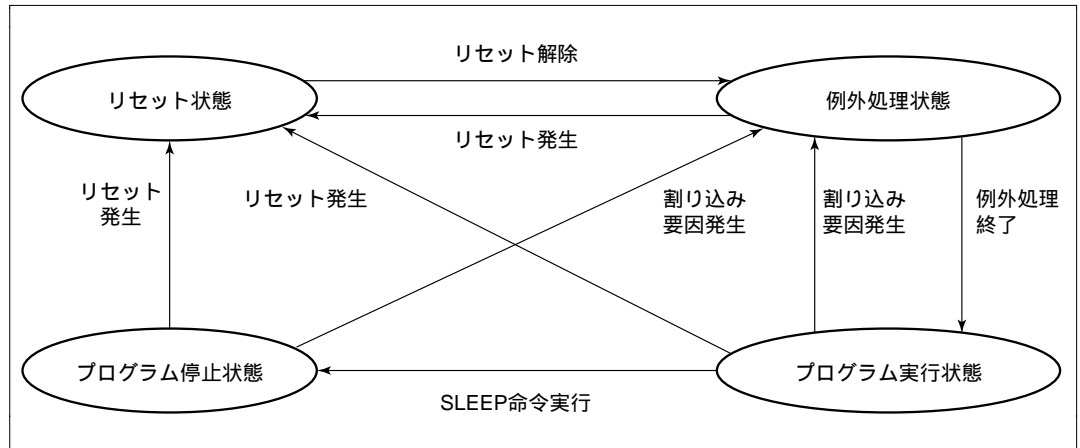 リセット解除
リセット状態
例外処理状態
リセット発生
リセット
発生
リセット発生
割り込み
要因発生
割り込み
要因発生
例外処理
終了
プログラム停止状態
プログラム実行状態
SLEEP命令実行